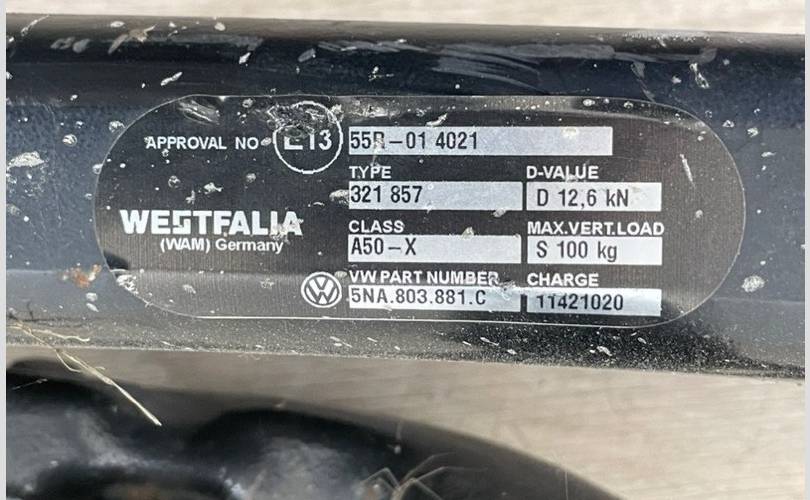 APPROVAL NO E13 55R-01 4021
TYPE D-VALUE
321 857 D 12,6 kN
WESTFALIA
(WAM) Germany
CLASS MAX.VERT.LOAD
A50-X S 100 kg
VW PART NUMBER CHARGE
5NA.803.881.C 11421020